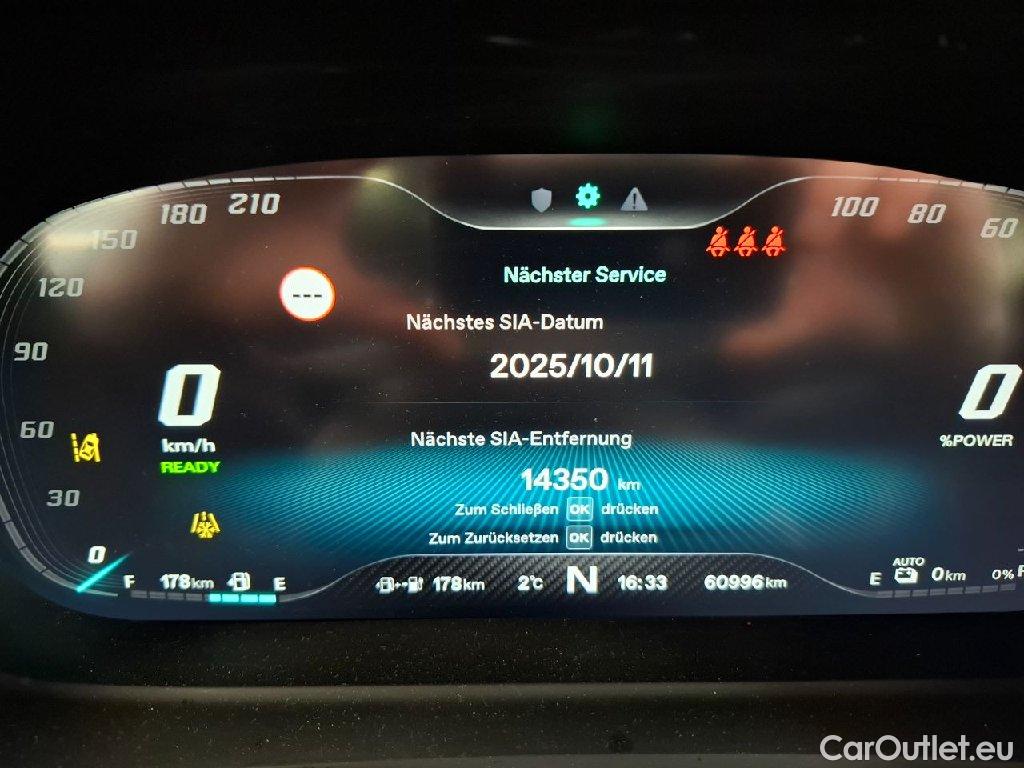 180 210
100 80
150
60
Nächster Service
120
---
Nächstes SIA-Datum
90
2025/10/11
0
0
60
Nächste SIA-Entfernung
km/h
%POWER
READY
14350 km
30
Zum Schließen OK drücken
Zum Zurücksetzen OK drücken
0
F 178km E
178km 2°C N 16:33 60996km
E AUTO 0km 0% F
CarOutlet.eu